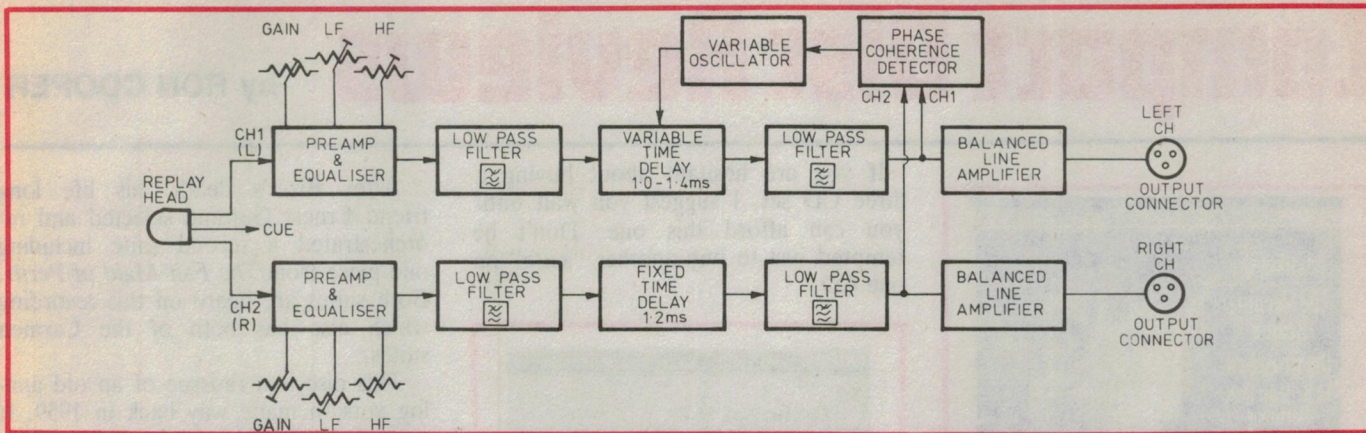 by RON COOPER
GAIN
LF
HF
VARIABLE
OSCILLATOR
PHASE
COHERENCE
DETECTOR
CH2
CH1
CH1
(L)
PREAMP
&
EQUALISER
LOW PASS
FILTER
VARIABLE
TIME
DELAY
1·0-1·4ms
LOW PASS
FILTER
BALANCED
LINE
AMPLIFIER
LEFT
CH
OUTPUT
CONNECTOR
REPLAY
HEAD
CUE
CH2
(R)
PREAMP
&
EQUALISER
LOW PASS
FILTER
FIXED
TIME
DELAY
1·2ms
LOW PASS
FILTER
BALANCED
LINE
AMPLIFIER
RIGHT
CH
OUTPUT
CONNECTOR
GAIN
LF
HF